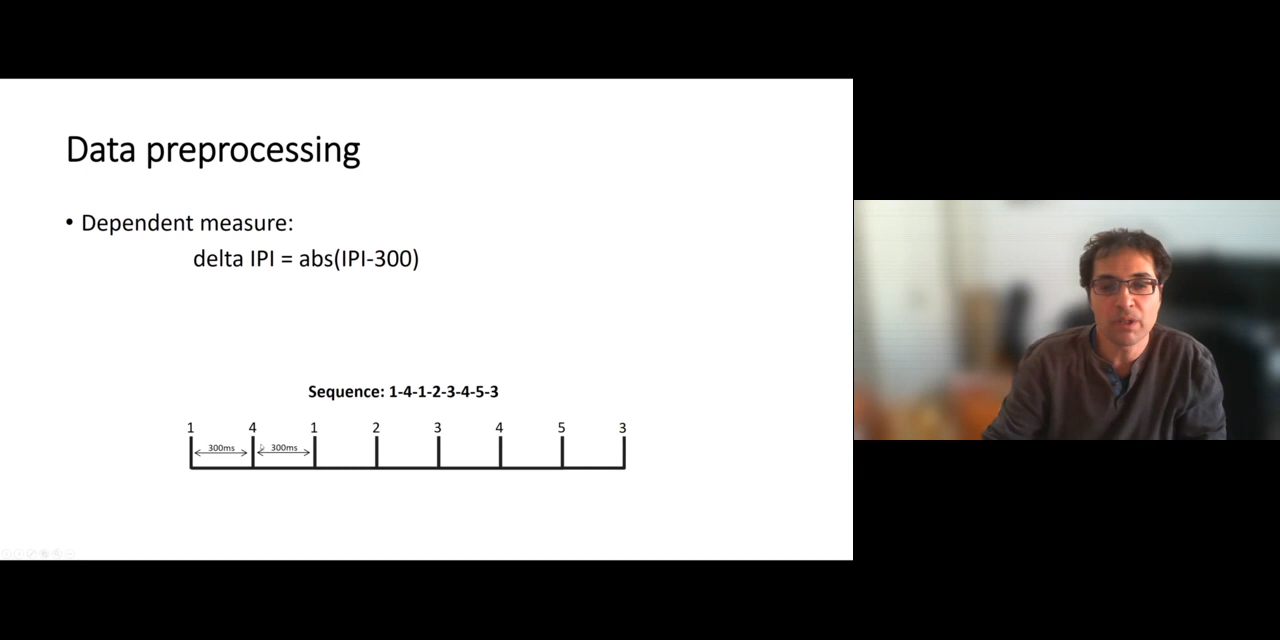 Data preprocessing
• Dependent measure:
delta IPI = abs(IPI-300)
Sequence: 1-4-1-2-3-4-5-3
1 4 1 2 3 4 5 3
300ms 300ms